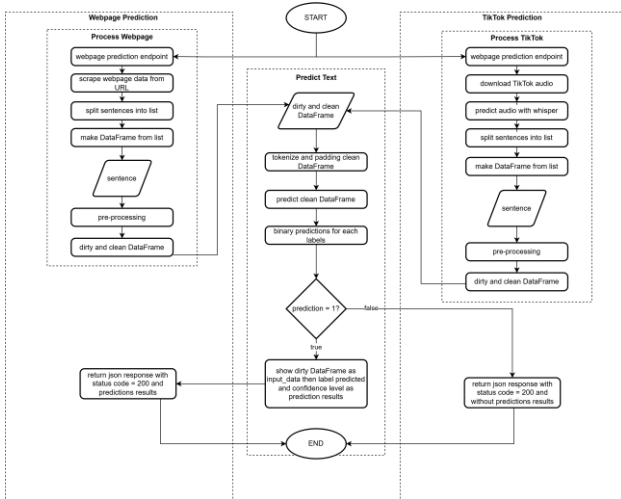 START
Webpage Prediction
Process Webpage
webpage prediction endpoint
scrape webpage data from
URL
split sentences into list
make DataFrame from list
sentence
pre-processing
dirty and clean DataFrame
Predict Text
dirty and clean
DataFrame
tokenize and padding clean
DataFrame
predict clean DataFrame
binary predictions for each
labels
prediction = 1?
false
true
show dirty DataFrame as
input_data then label predicted
and confidence level as
prediction results
return json response with
status code = 200 and
predictions results
END
TikTok Prediction
Process TikTok
webpage prediction endpoint
download TikTok audio
predict audio with whisper
split sentences into list
make DataFrame from list
sentence
pre-processing
dirty and clean DataFrame
return json response with
status code = 200 and
without predictions results